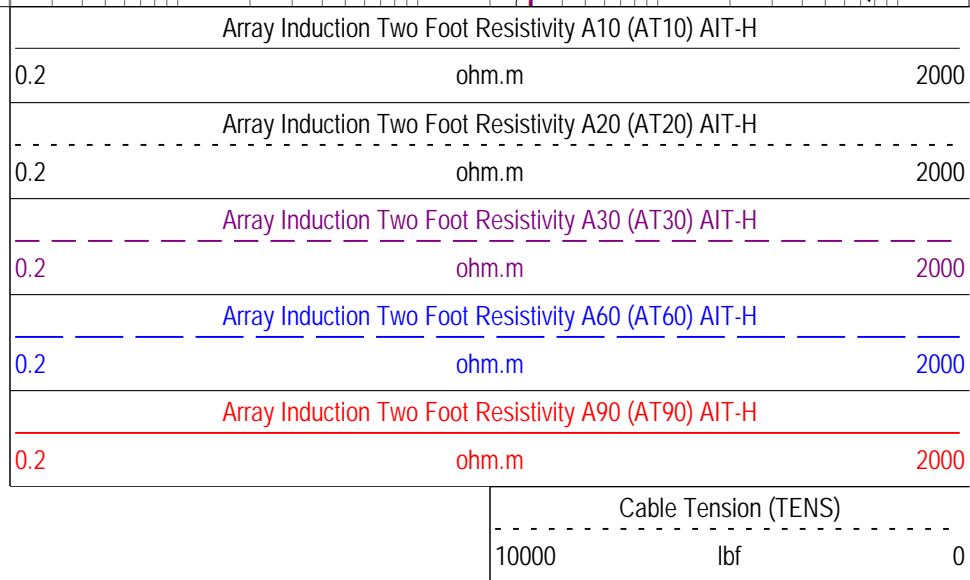 Array Induction Two Foot Resistivity A10 (AT10) AIT-H
0.2 ohm.m 2000
Array Induction Two Foot Resistivity A20 (AT20) AIT-H
0.2 ohm.m 2000
Array Induction Two Foot Resistivity A30 (AT30) AIT-H
0.2 ohm.m 2000
Array Induction Two Foot Resistivity A60 (AT60) AIT-H
0.2 ohm.m 2000
Array Induction Two Foot Resistivity A90 (AT90) AIT-H
0.2 ohm.m 2000
Cable Tension (TENS)
10000 lbf 0